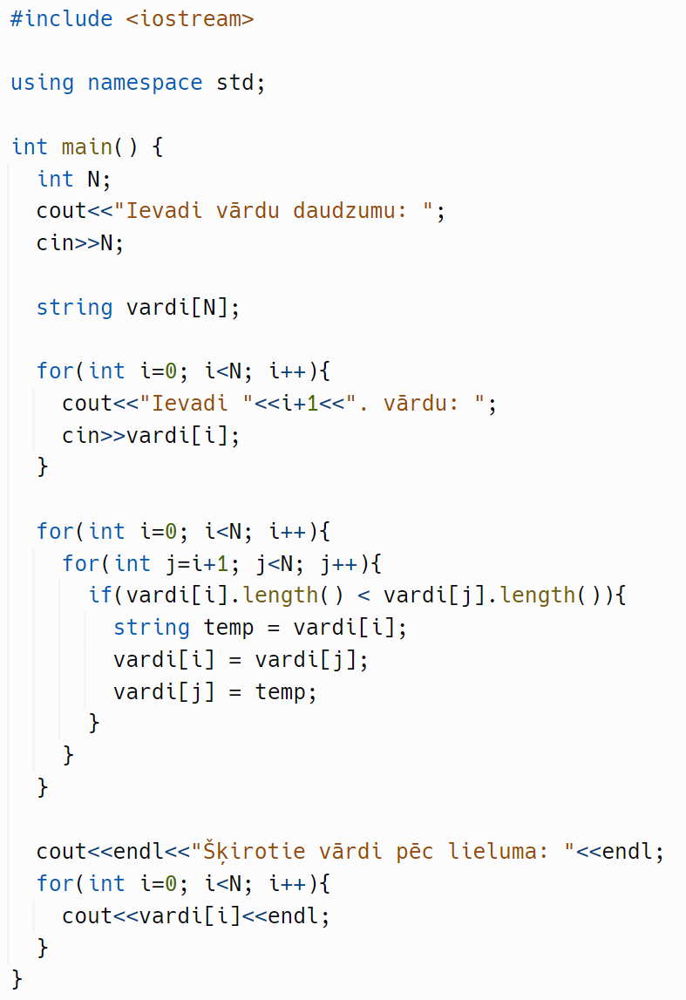 #include <iostream>

using namespace std;

int main() {
  int N;
  cout<<"Ievadi vārdu daudzumu: ";
  cin>>N;

  string vardi[N];

  for(int i=0; i<N; i++){
    cout<<"Ievadi "<<i+1<<". vārdu: ";
    cin>>vardi[i];
  }

  for(int i=0; i<N; i++){
    for(int j=i+1; j<N; j++){
      if(vardi[i].length() < vardi[j].length()){
        string temp = vardi[i];
        vardi[i] = vardi[j];
        vardi[j] = temp;
      }
    }
  }

  cout<<endl<<"Šķirotie vārdi pēc lieluma: "<<endl;
  for(int i=0; i<N; i++){
    cout<<vardi[i]<<endl;
  }
}